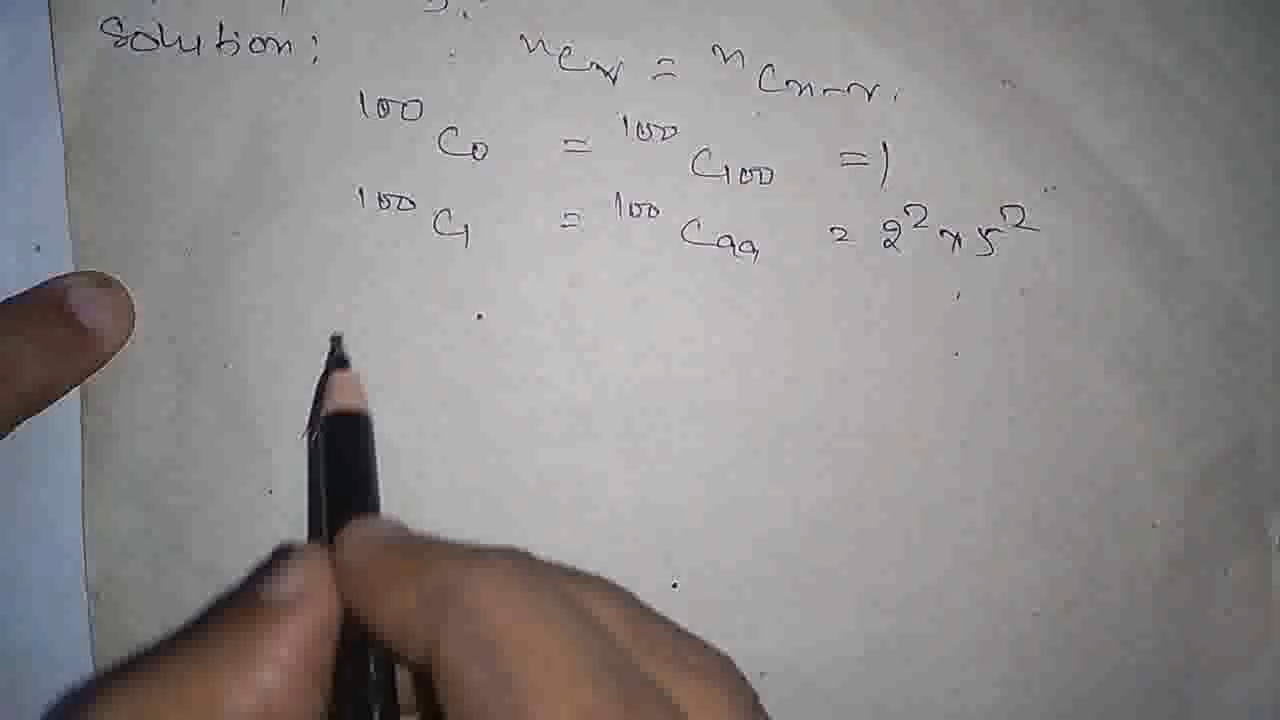 Solution:
ⁿCᵣ = ⁿCₙ₋ᵣ.
¹⁰⁰C₀ = ¹⁰⁰C₁₀₀ = 1
¹⁰⁰C₁ = ¹⁰⁰C₉₉ = 2² × 5²